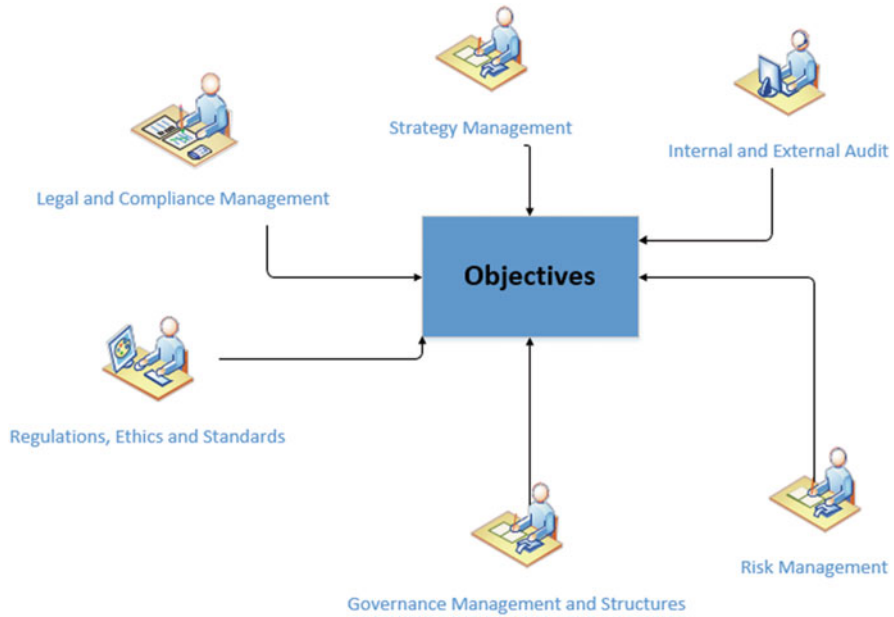 Strategy Management
Internal and External Audit
Legal and Compliance Management
Objectives
Regulations, Ethics and Standards
Risk Management
Governance Management and Structures